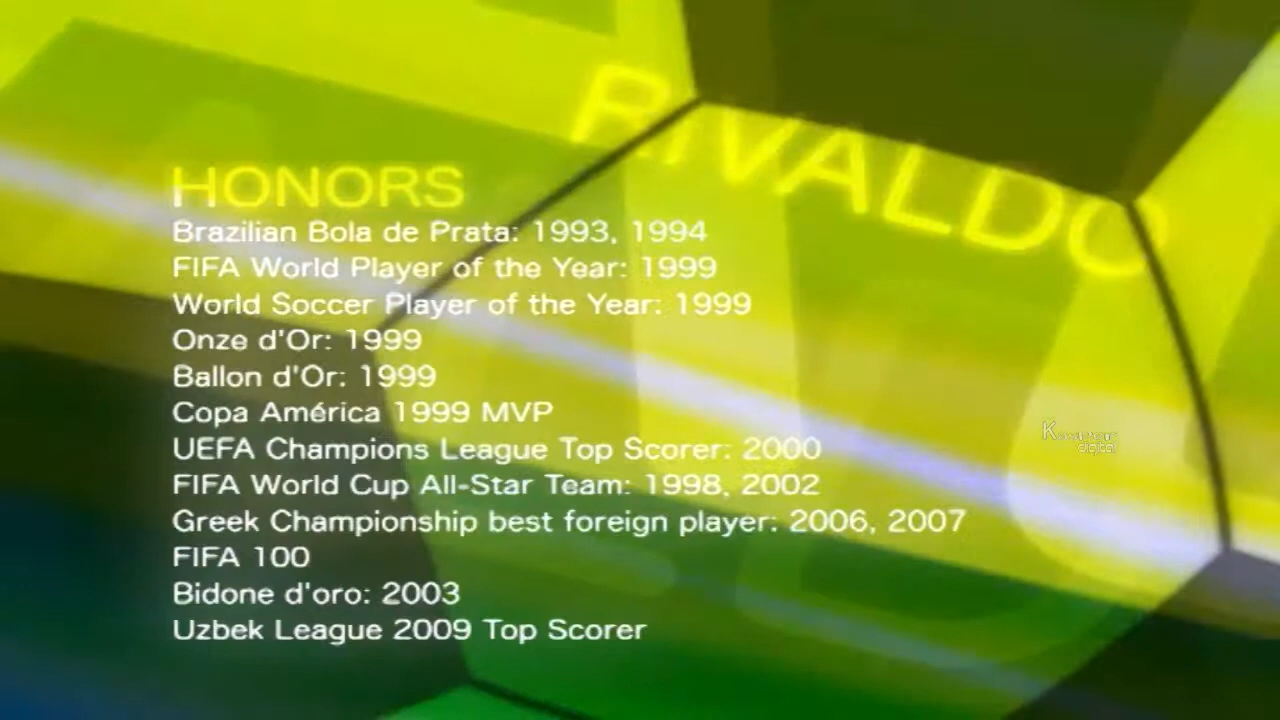 RIVALDO
HONORS
Brazilian Bola de Prata: 1993, 1994
FIFA World Player of the Year: 1999
World Soccer Player of the Year: 1999
Onze d'Or: 1999
Ballon d'Or: 1999
Copa América 1999 MVP
UEFA Champions League Top Scorer: 2000
FIFA World Cup All-Star Team: 1998, 2002
Greek Championship best foreign player: 2006, 2007
FIFA 100
Bidone d'oro: 2003
Uzbek League 2009 Top Scorer